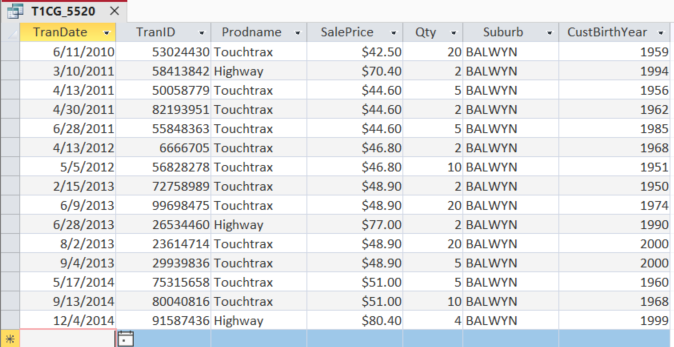 T1CG_5520
TranDate TranID Prodname SalePrice Qty Suburb CustBirthYear
6/11/2010 53024430 Touchtrax $42.50 20 BALWYN 1959
3/10/2011 58413842 Highway $70.40 2 BALWYN 1994
4/13/2011 50058779 Touchtrax $44.60 5 BALWYN 1956
4/30/2011 82193951 Touchtrax $44.60 2 BALWYN 1962
6/28/2011 55848363 Touchtrax $44.60 5 BALWYN 1985
4/13/2012 6666705 Touchtrax $46.80 2 BALWYN 1968
5/5/2012 56828278 Touchtrax $46.80 10 BALWYN 1951
2/15/2013 72758989 Touchtrax $48.90 2 BALWYN 1950
6/9/2013 99698475 Touchtrax $48.90 20 BALWYN 1974
6/28/2013 26534460 Highway $77.00 2 BALWYN 1990
8/2/2013 23614714 Touchtrax $48.90 20 BALWYN 2000
9/4/2013 29939836 Touchtrax $48.90 5 BALWYN 2000
5/17/2014 75315658 Touchtrax $51.00 5 BALWYN 1960
9/13/2014 80040816 Touchtrax $51.00 10 BALWYN 1968
12/4/2014 91587436 Highway $80.40 4 BALWYN 1999